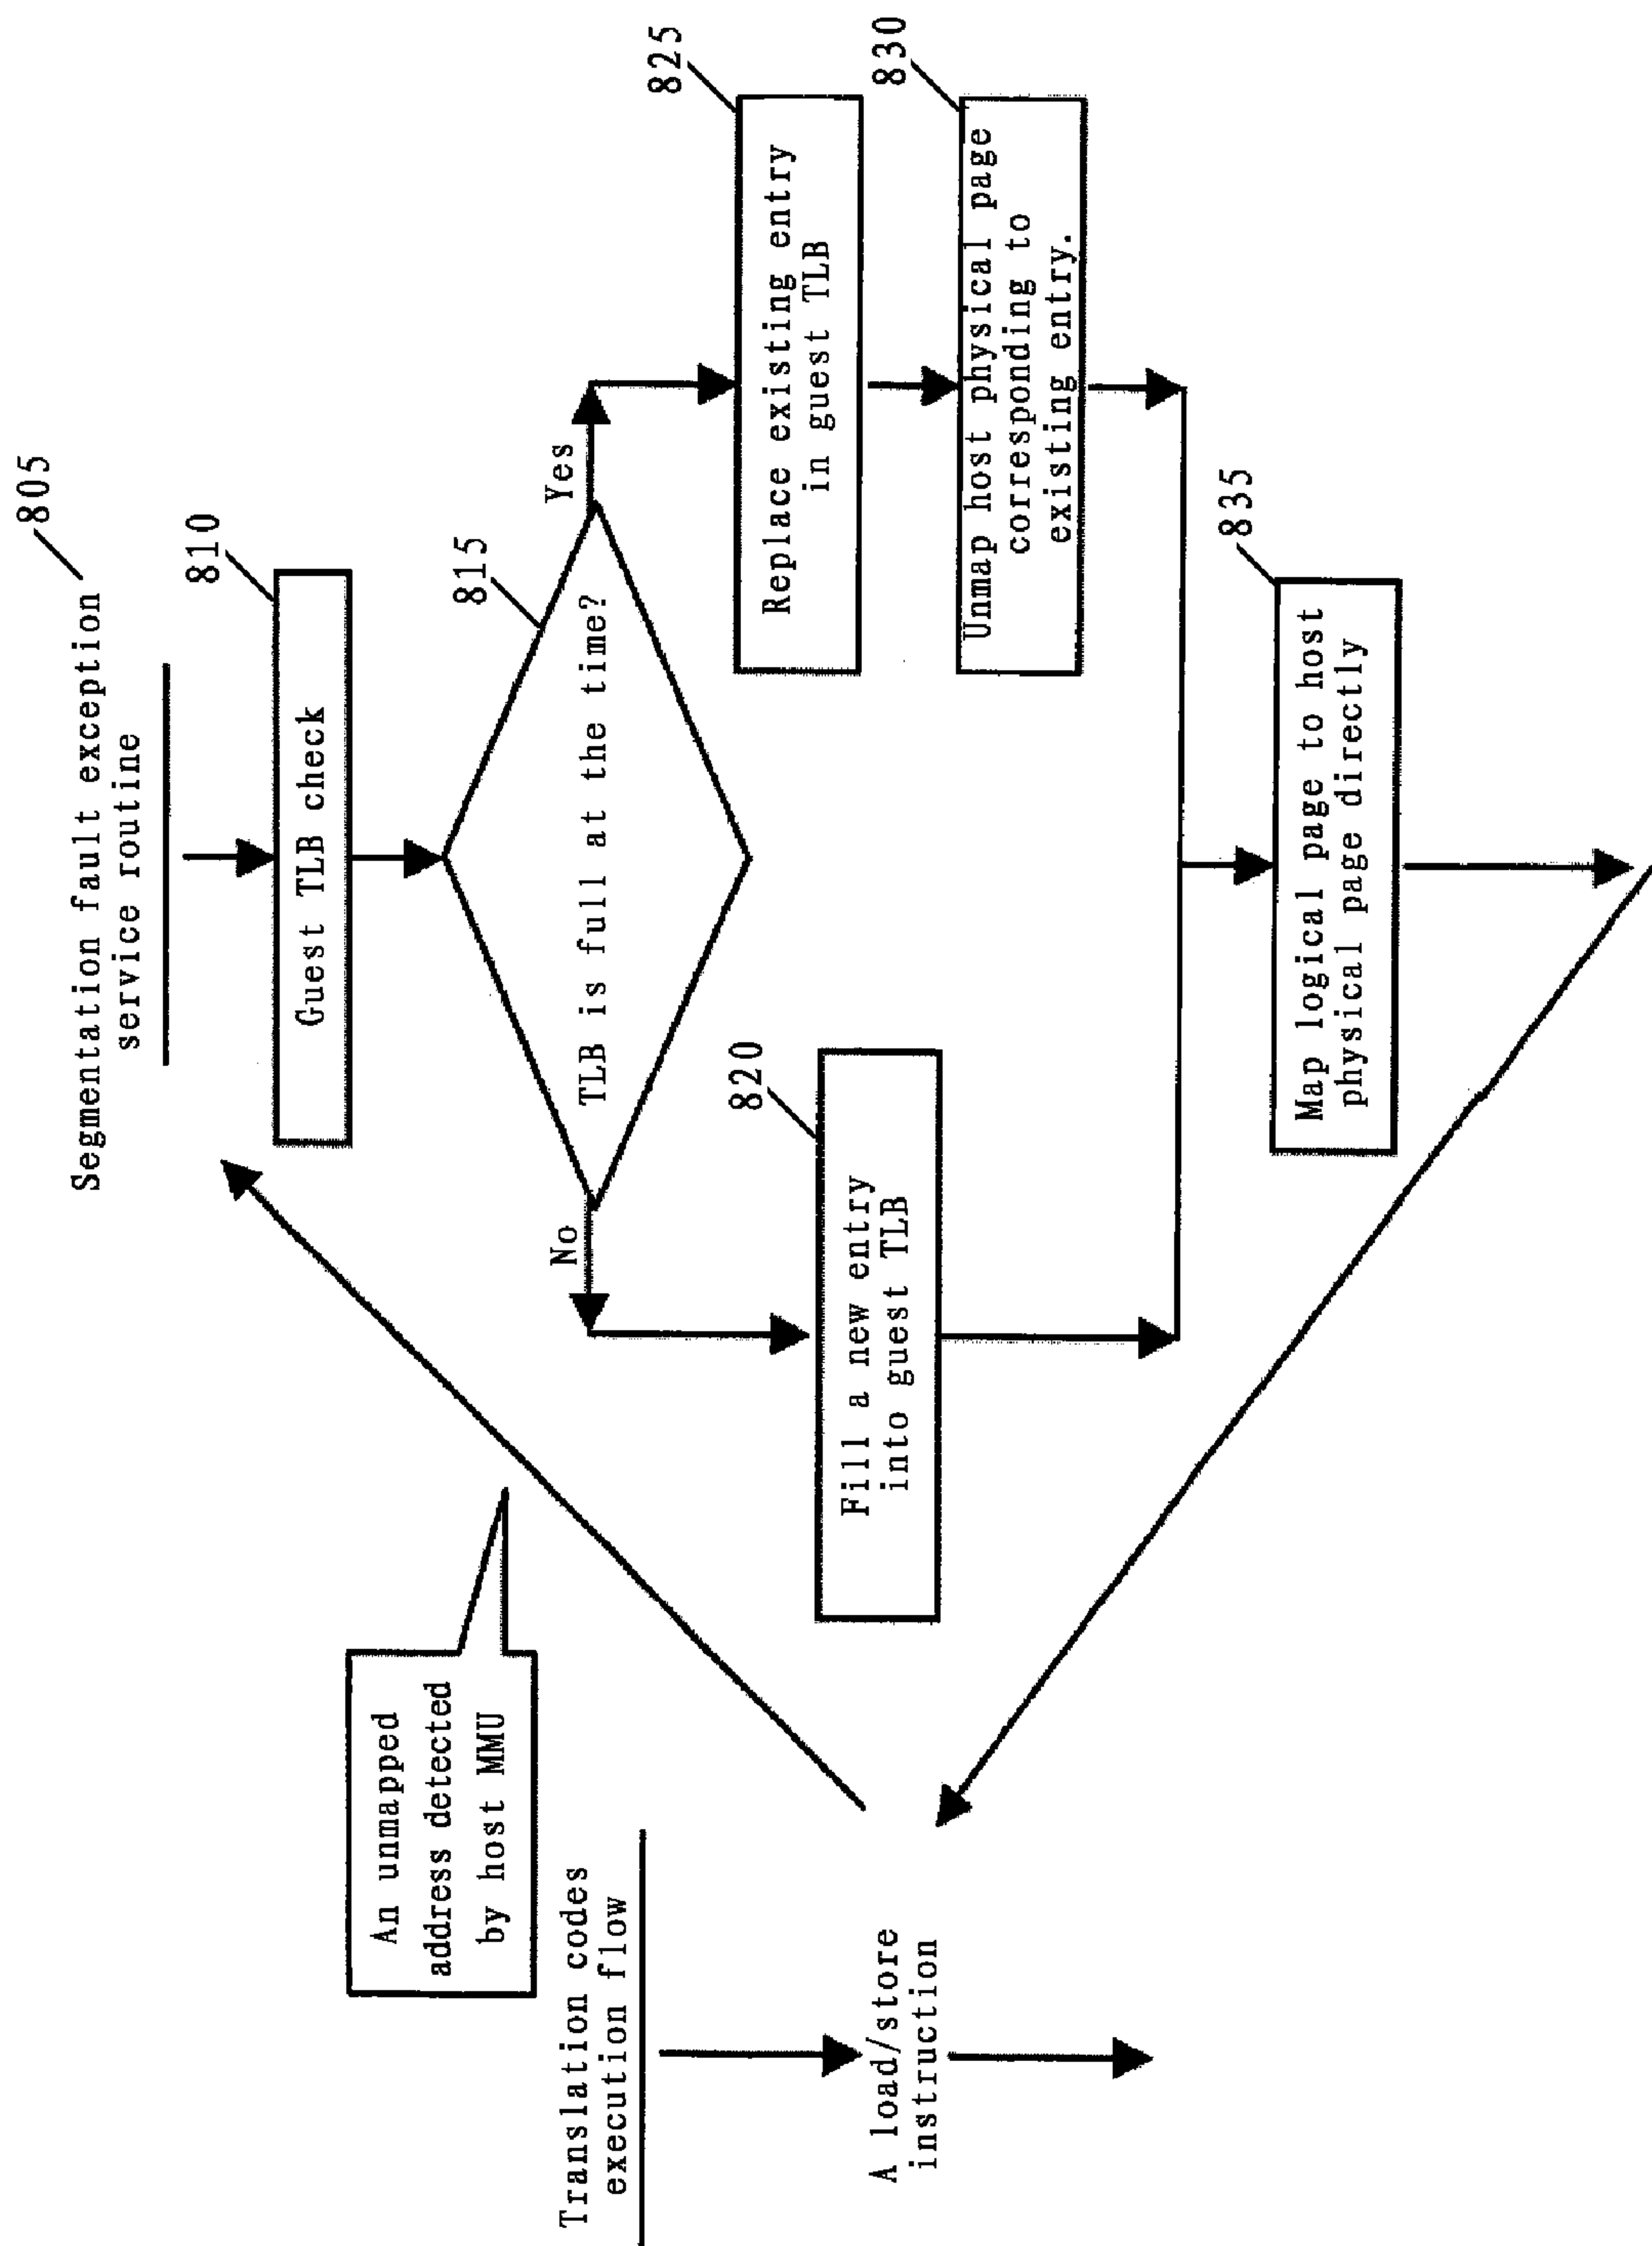 Segmentation fault exception
service routine
805
810
Guest TLB check
815
TLB is full at the time?
Yes
No
825
Replace existing entry
in guest TLB
830
Unmap host physical page
corresponding to
existing entry.
820
Fill a new entry
into guest TLB
835
Map logical page to host
physical page directly
An unmapped
address detected
by host MMU
Translation codes
execution flow
A load/store
instruction